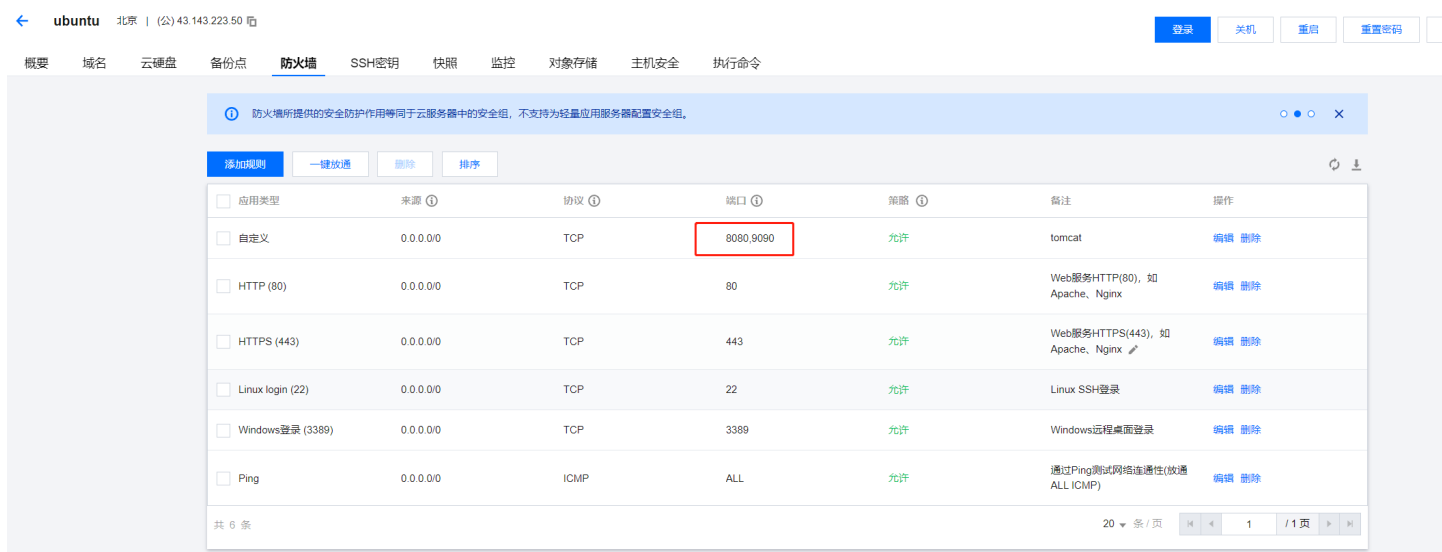 ubuntu 北京 | (公) 43.143.223.50
登录 关机 重启 重置密码
概要 域名 云硬盘 备份点 防火墙 SSH密钥 快照 监控 对象存储 主机安全 执行命令
防火墙所提供的安全防护作用等同于云服务器中的安全组，不支持为轻量应用服务器配置安全组。
添加规则 一键放通 删除 排序
应用类型 来源 协议 端口 策略 备注 操作
自定义 0.0.0.0/0 TCP 8080,9090 允许 tomcat 编辑 删除
HTTP (80) 0.0.0.0/0 TCP 80 允许 Web服务HTTP(80)，如
Apache、Nginx 编辑 删除
HTTPS (443) 0.0.0.0/0 TCP 443 允许 Web服务HTTPS(443)，如
Apache、Nginx 编辑 删除
Linux login (22) 0.0.0.0/0 TCP 22 允许 Linux SSH登录 编辑 删除
Windows登录 (3389) 0.0.0.0/0 TCP 3389 允许 Windows远程桌面登录 编辑 删除
Ping 0.0.0.0/0 ICMP ALL 允许 通过Ping测试网络连通性(放通
ALL ICMP) 编辑 删除
共 6 条 20 条 / 页 1 / 1 页